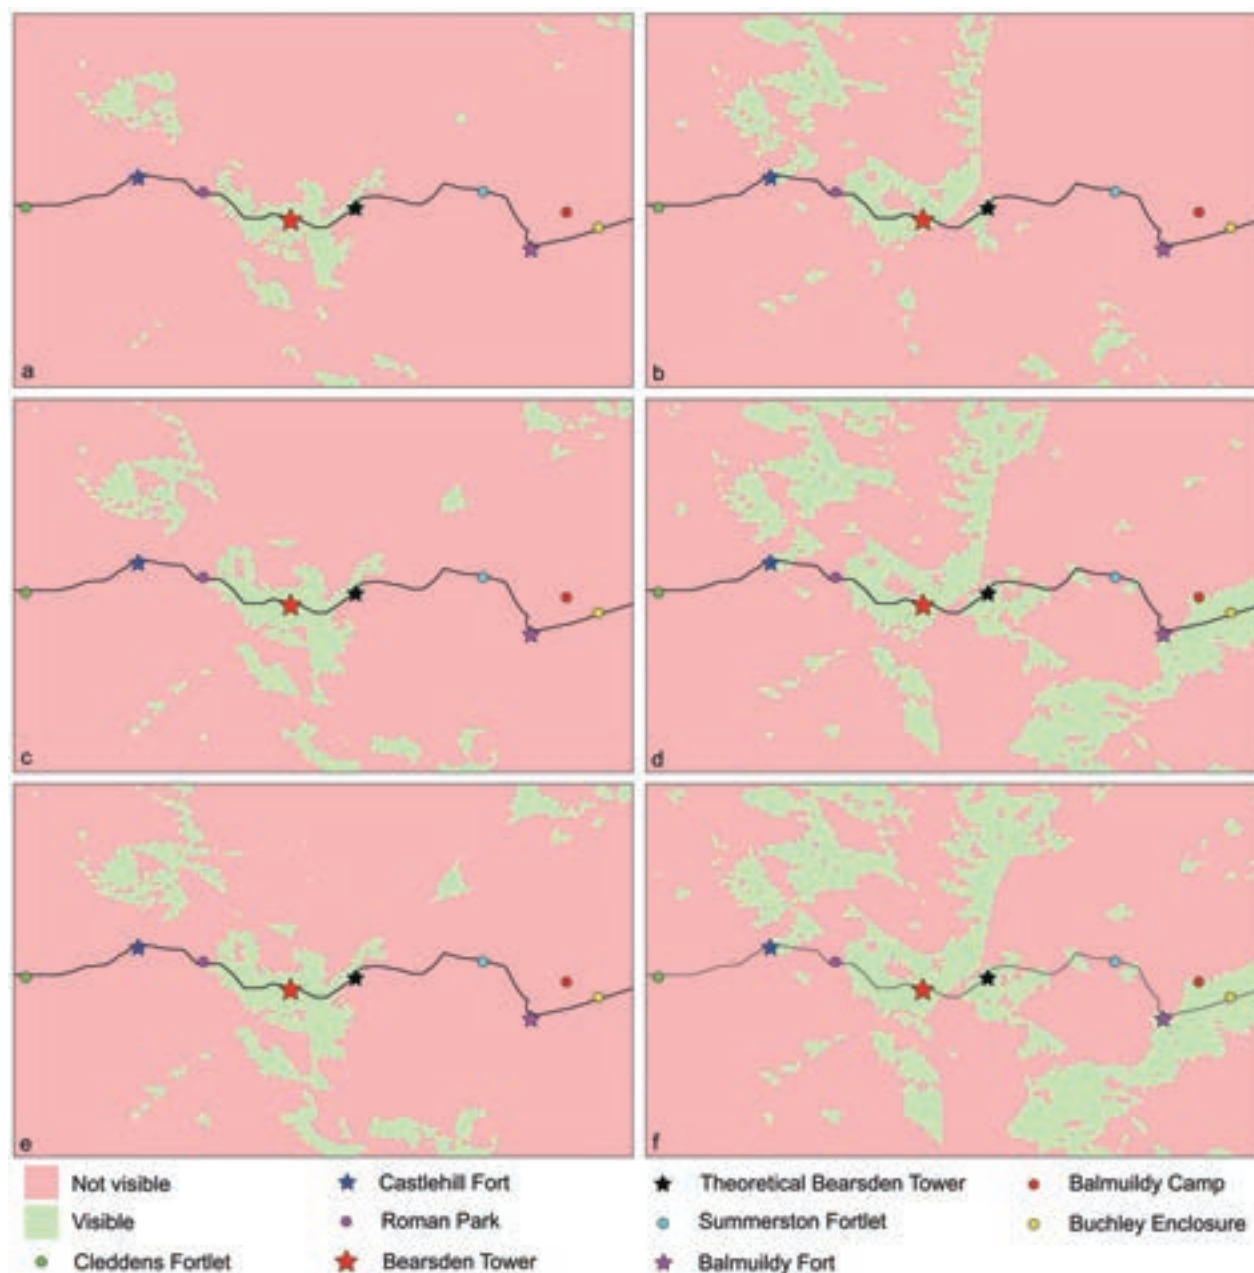 a
b
c
d
e
f
Not visible
Castlehill Fort
Theoretical Bearsden Tower
Balmuildy Camp
Visible
Roman Park
Summerston Fortlet
Buchley Enclosure
Cleddens Fortlet
Bearsden Tower
Balmuildy Fort